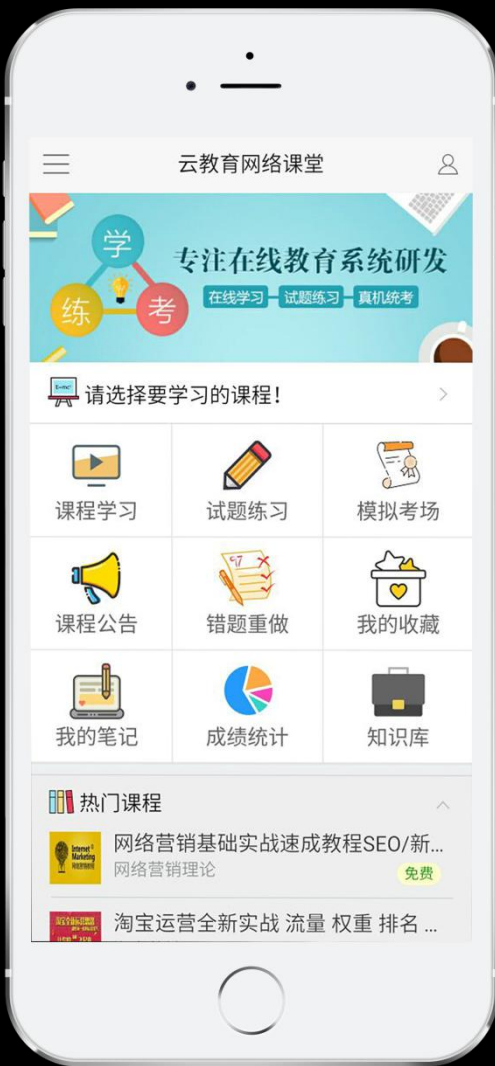 云教育网络课堂
学
练
考
专注在线教育系统研发
在线学习 试题练习 真机统考
请选择要学习的课程!
课程学习 试题练习 模拟考场
课程公告 错题重做 我的收藏
我的笔记 成绩统计 知识库
热门课程
Internet
Marketing
网络营销基础实战速成教程SEO/新...
网络营销理论
免费
淘宝运营全新实战 流量 权重 排名 ...